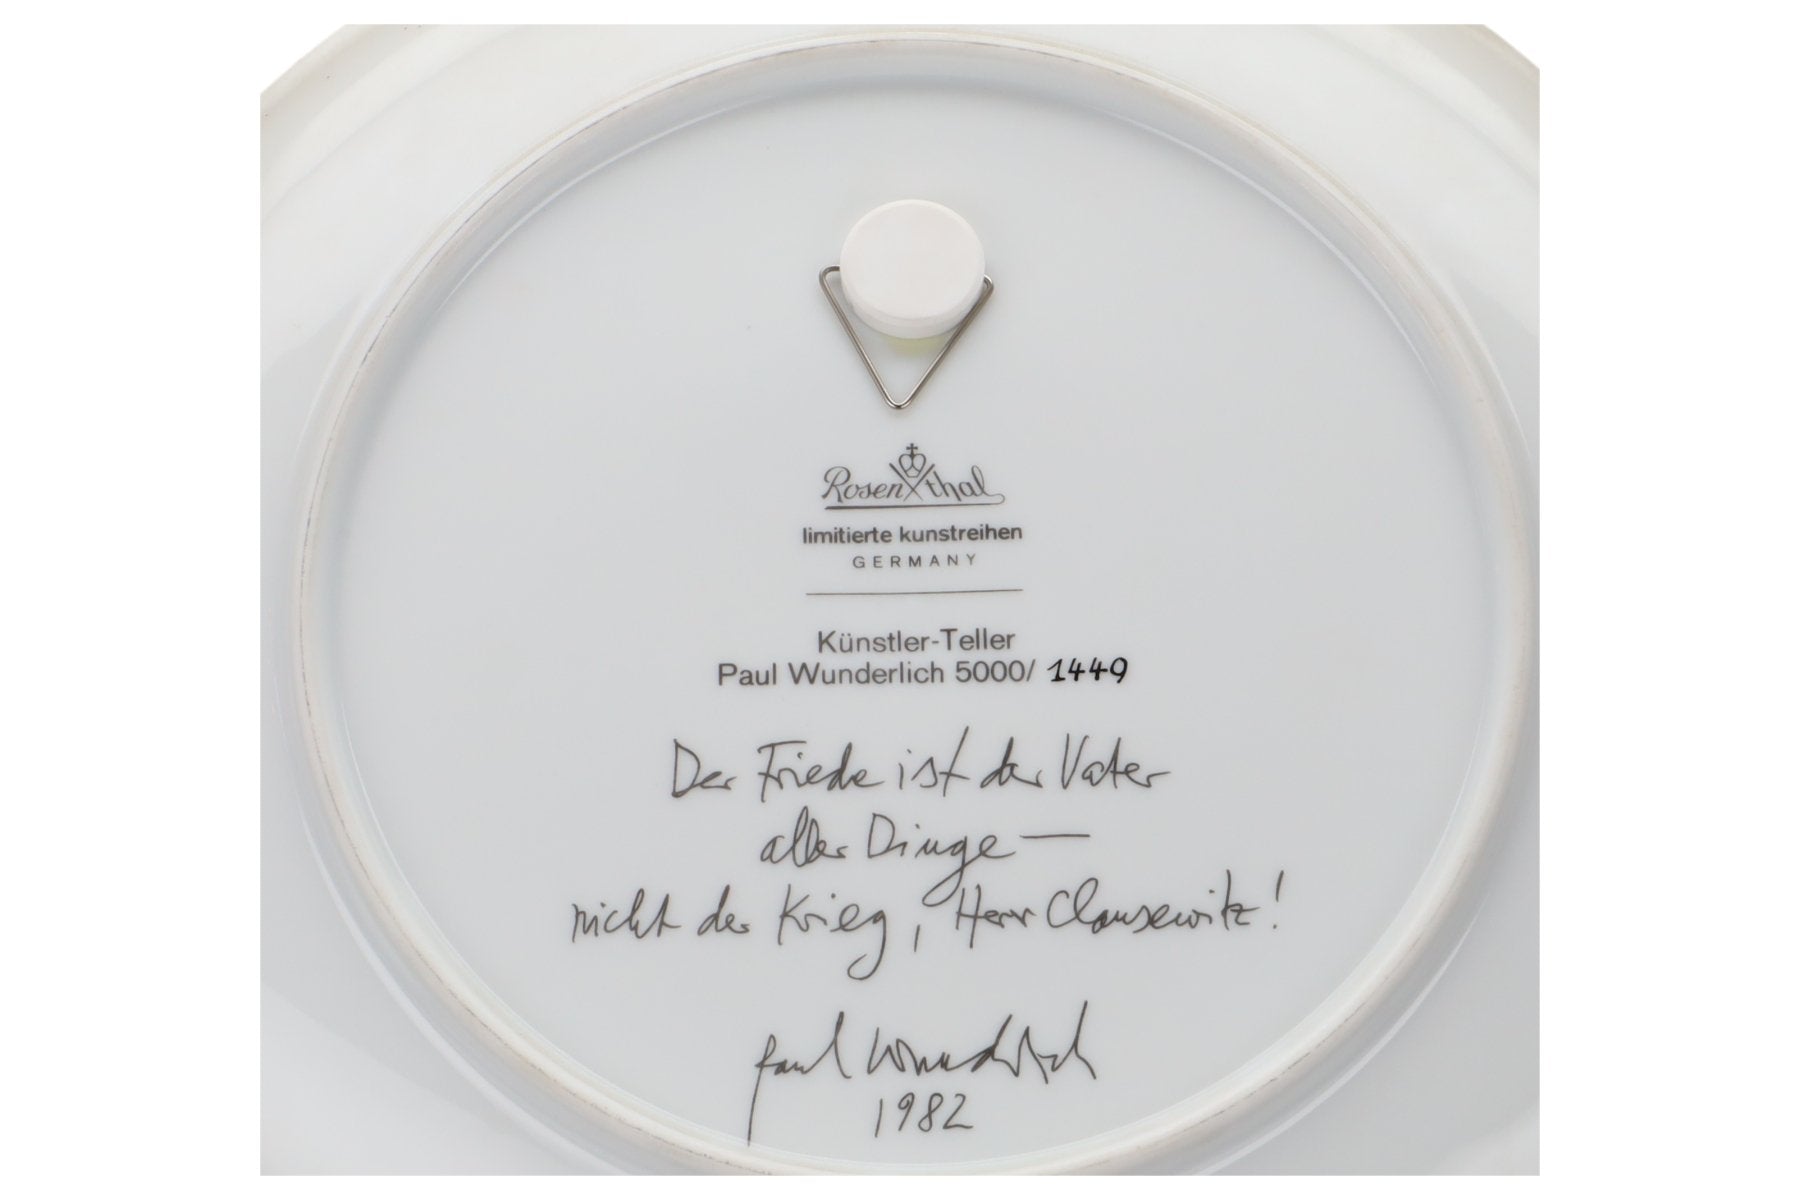 Rosenthal
limitierte kunstreihen
GERMANY
Künstler-Teller
Paul Wunderlich 5000/ 1449
Der Friede ist der Vater
aller Dinge —
nicht der Krieg, Herr Clausewitz!
Paul Wunderlich
1982